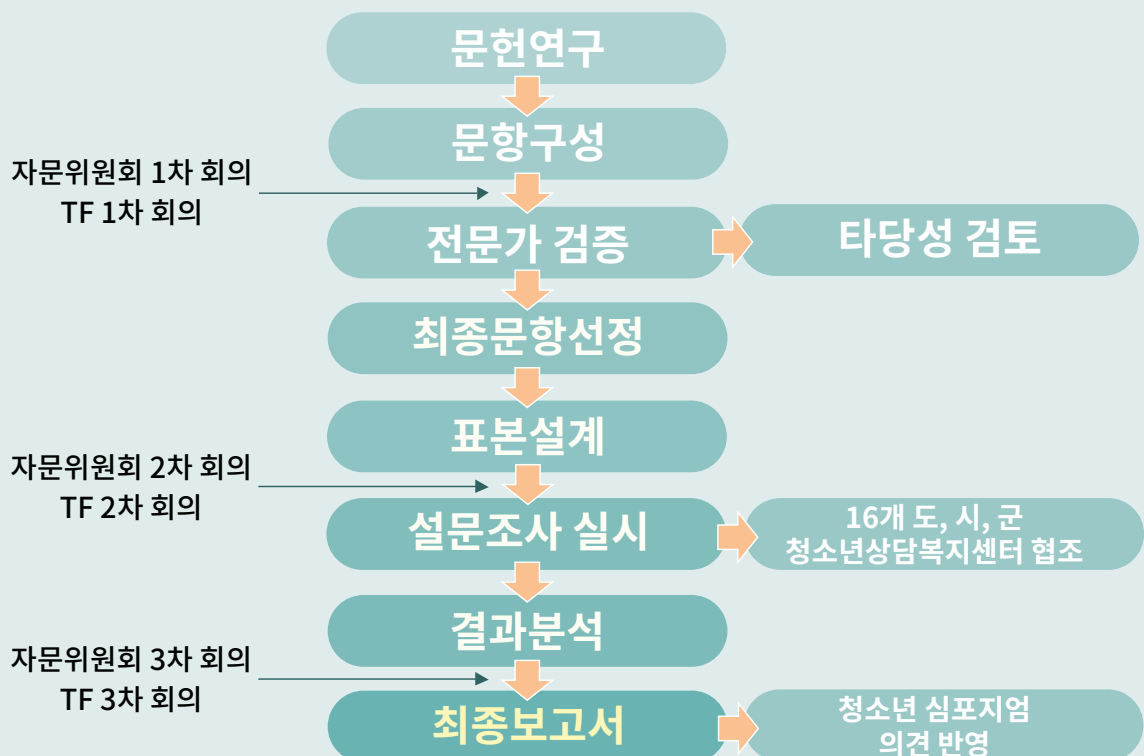 문헌연구
문항구성
자문위원회 1차 회의
TF 1차 회의
전문가 검증
타당성 검토
최종문항선정
표본설계
자문위원회 2차 회의
TF 2차 회의
설문조사 실시
16개 도, 시, 군
청소년상담복지센터 협조
결과분석
자문위원회 3차 회의
TF 3차 회의
최종보고서
청소년 심포지엄
의견 반영